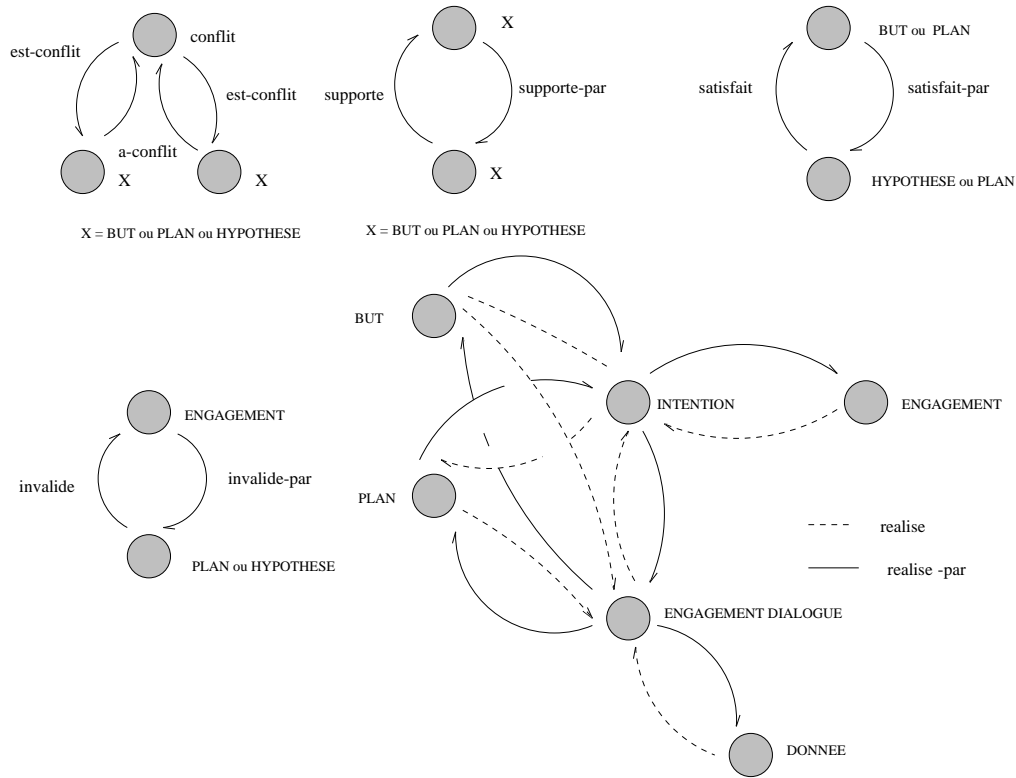 conflit
est-conflit
est-conflit
a-conflit
X
X
X = BUT ou PLAN ou HYPOTHESE
X
supporte
supporte-par
X
X = BUT ou PLAN ou HYPOTHESE
BUT ou PLAN
satisfait
satisfait-par
HYPOTHESE ou PLAN
ENGAGEMENT
invalide
invalide-par
PLAN ou HYPOTHESE
BUT
INTENTION
ENGAGEMENT
PLAN
ENGAGEMENT DIALOGUE
DONNEE
realise
realise -par